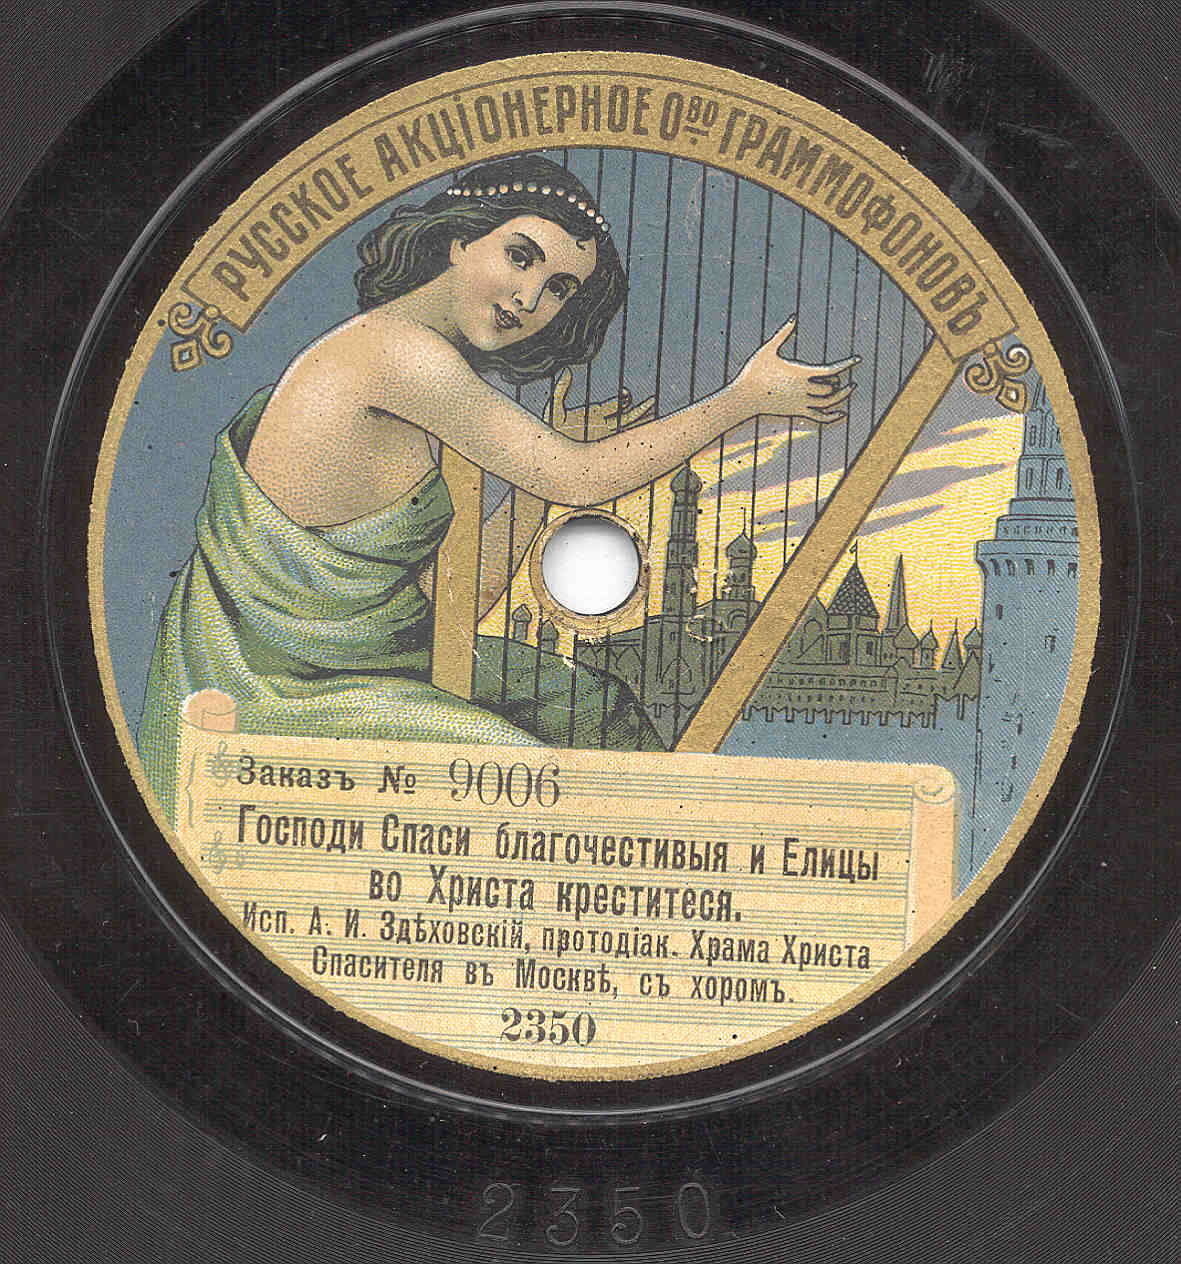 РУССКОЕ АКЦІОНЕРНОЕ О ВО ГРАММОФОНОВЪ
Заказъ № 9006
Господи Спаси благочестивыя и Елицы
во Христа креститеся.
Исп. А. И. Здѣховскій, протодіак. Храма Христа
Спасителя въ Москвѣ, съ хоромъ.
2350
2350